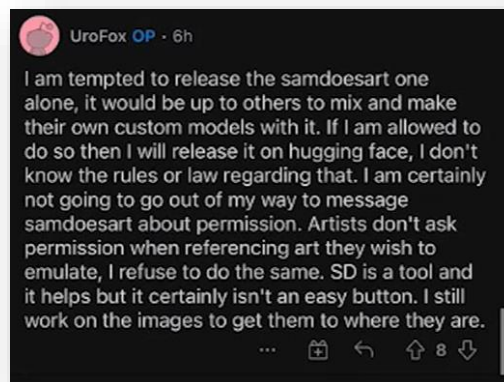 UroFox OP · 6h
I am tempted to release the samdoesart one
alone, it would be up to others to mix and make
their own custom models with it. If I am allowed to
do so then I will release it on hugging face, I don't
know the rules or law regarding that. I am certainly
not going to go out of my way to message
samdoesart about permission. Artists don't ask
permission when referencing art they wish to
emulate, I refuse to do the same. SD is a tool and
it helps but it certainly isn't an easy button. I still
work on the images to get them to where they are.
... 8